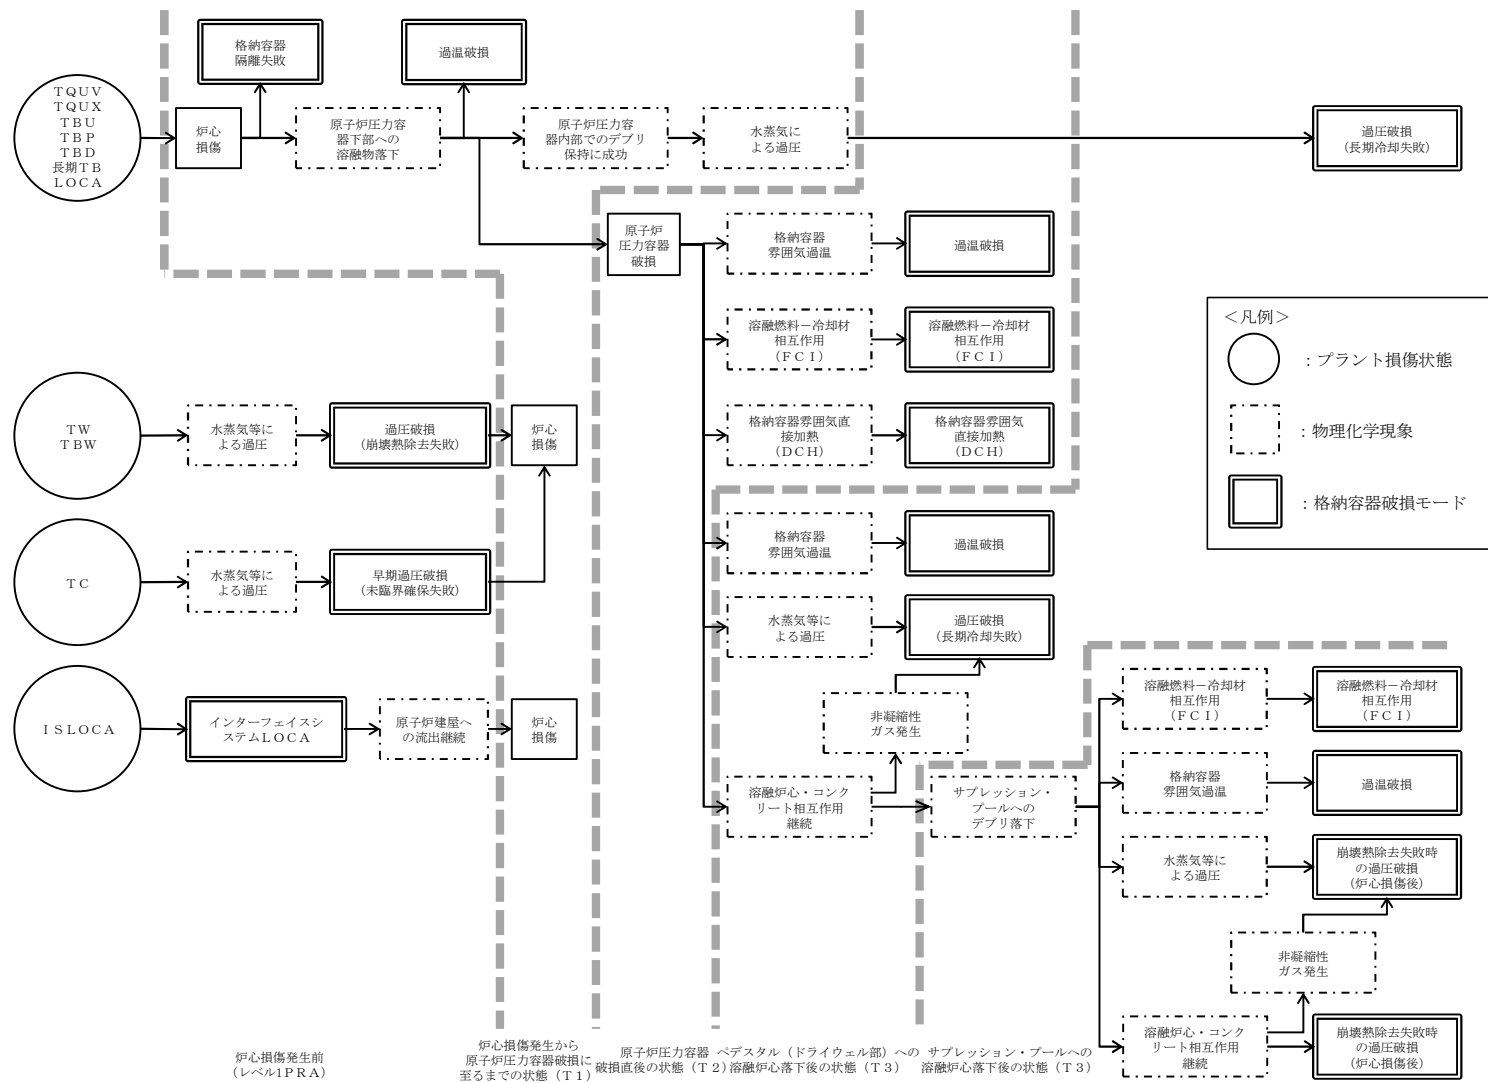 格納容器
隔離失敗
過温破損
ＴＱＵＶ
ＴＱＵＸ
ＴＢＵ
ＴＢＰ
ＴＢＤ
長期ＴＢ
ＬＯＣＡ
炉心
損傷
原子炉圧力容
器下部への
溶融物落下
原子炉圧力容
器内部でのデブリ
保持に成功
水蒸気に
よる過圧
過圧破損
（長期冷却失敗）
原子炉
圧力容器
破損
格納容器
雰囲気過温
過温破損
溶融燃料－冷却材
相互作用
（ＦＣＩ）
溶融燃料－冷却材
相互作用
（ＦＣＩ）
＜凡例＞
：プラント損傷状態
：物理化学現象
：格納容器破損モード
ＴＷ
ＴＢＷ
水蒸気等に
よる過圧
過圧破損
（崩壊熱除去失敗）
炉心
損傷
格納容器雰囲気直
接加熱
（ＤＣＨ）
格納容器雰囲気
直接加熱
（ＤＣＨ）
格納容器
雰囲気過温
過温破損
ＴＣ
水蒸気等に
よる過圧
早期過圧破損
（未臨界確保失敗）
水蒸気等に
よる過圧
過圧破損
（長期冷却失敗）
ＩＳＬＯＣＡ
インターフェイスシ
ステムＬＯＣＡ
原子炉建屋へ
の流出継続
炉心
損傷
非凝縮性
ガス発生
溶融燃料－冷却材
相互作用
（ＦＣＩ）
溶融燃料－冷却材
相互作用
（ＦＣＩ）
溶融炉心・コンク
リート相互作用
継続
サプレッション・
プールへの
デブリ落下
格納容器
雰囲気過温
過温破損
水蒸気等に
よる過圧
崩壊熱除去失敗時
の過圧破損
（炉心損傷後）
非凝縮性
ガス発生
溶融炉心・コンク
リート相互作用
継続
崩壊熱除去失敗時
の過圧破損
（炉心損傷後）
炉心損傷発生前
（レベル1ＰＲＡ）
炉心損傷発生から
原子炉圧力容器破損に
至るまでの状態（Ｔ１）
原子炉圧力容器
破損直後の状態（Ｔ２）
ペデスタル（ドライウェル部）への
溶融炉心落下後の状態（Ｔ３）
サプレッション・プールへの
溶融炉心落下後の状態（Ｔ３）